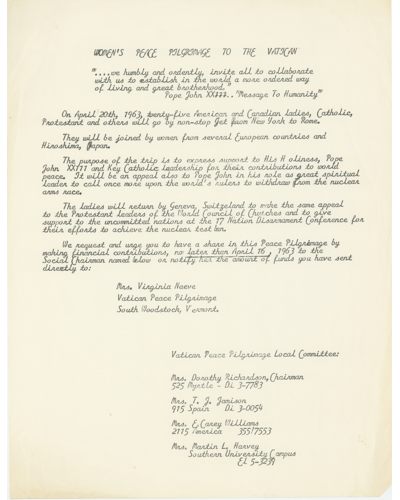 WOMEN'S PEACE PILGRIMAGE TO THE VATICAN
"....we humbly and ordently, invite all to collaborate
with us to establish in the world a more ordered way
of living and great brotherhood."
Pope John XX333.."Message To Humanity"
On April 20th, 1963, twenty-five American and Canadian ladies, Catholic,
Protestant and others will go by non-stop jet from New York to Rome.
They will be joined by women from several European countries and
Hiroshima, Japan.
The purpose of the trip is to express support to His H oliness, Pope
John XX111 and Key Catholic leadership for their contributions to world
peace. It will be an appeal also to Pope John in his role as great spiritual
leader to call once more upon the world's rulers to withdraw from the nuclear
arms race.
The ladies will return by Geneva, Switzerland to make the same appeal
to the Protestant leaders of the World Council of Churches and to give
support to the uncommitted nations at the 17 Nation Disarmament Conference for
their efforts to achieve the nuclear test ban.
We request and urge you to have a share in this Peace Pilgrimage by
making financial contributions, no later than April 16, 1963 to the
Social Chairman named below or notify her the amount of funds you have sent
directly to:
Mrs. Virginia Naeve
Vatican Peace Pilgrimage
South Woodstock, Vermont.
Vatican Peace Pilgrimage Local Committee:
Mrs. Dorothy Richardson, Chairman
525 Myrtle - Di 3-7783
Mrs. T. J. Jamison
915 Spain Di 3-0054
Mrs. E. Carey Williams
2115 America 35517553
Mrs. Martin L. Harvey
Southern University Campus
El 5-3239